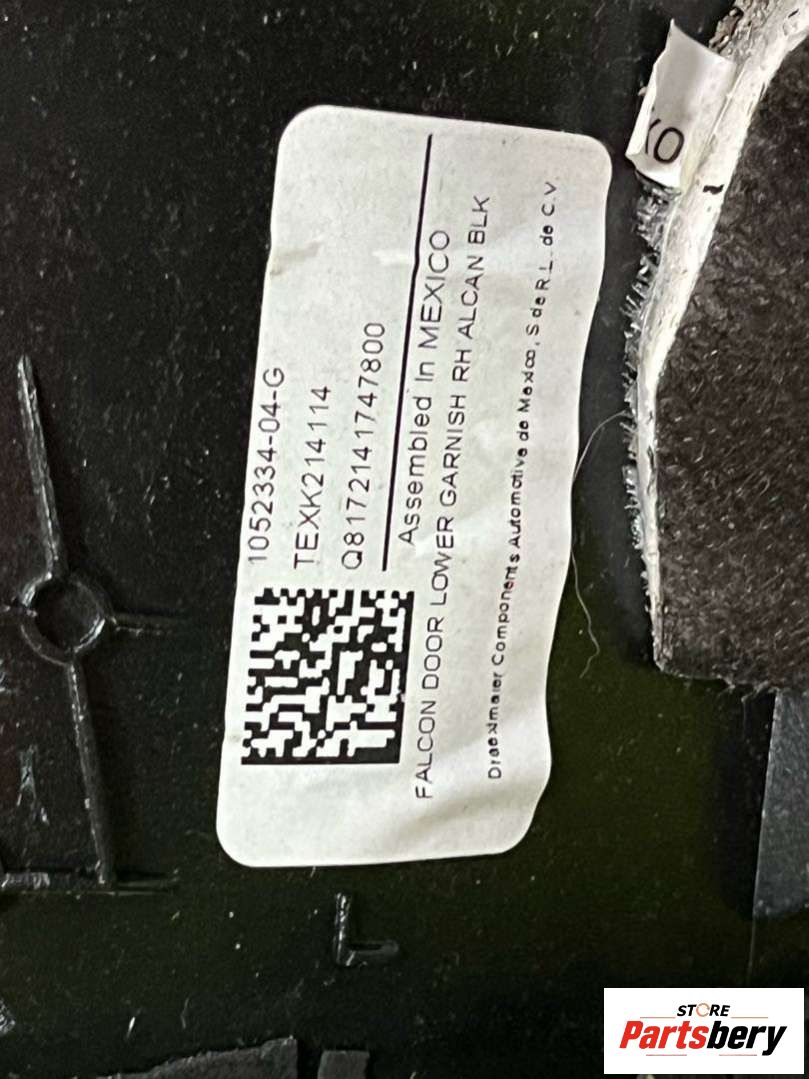 1052334-04-G
TEXK214114
Q8172141747800
Assembled In MEXICO
FALCON DOOR LOWER GARNISH RH ALCAN BLK
Draexlmaier Components Automotive de Mexico, S de R.L. de C.V.
KO
L
STORE
Partsbery